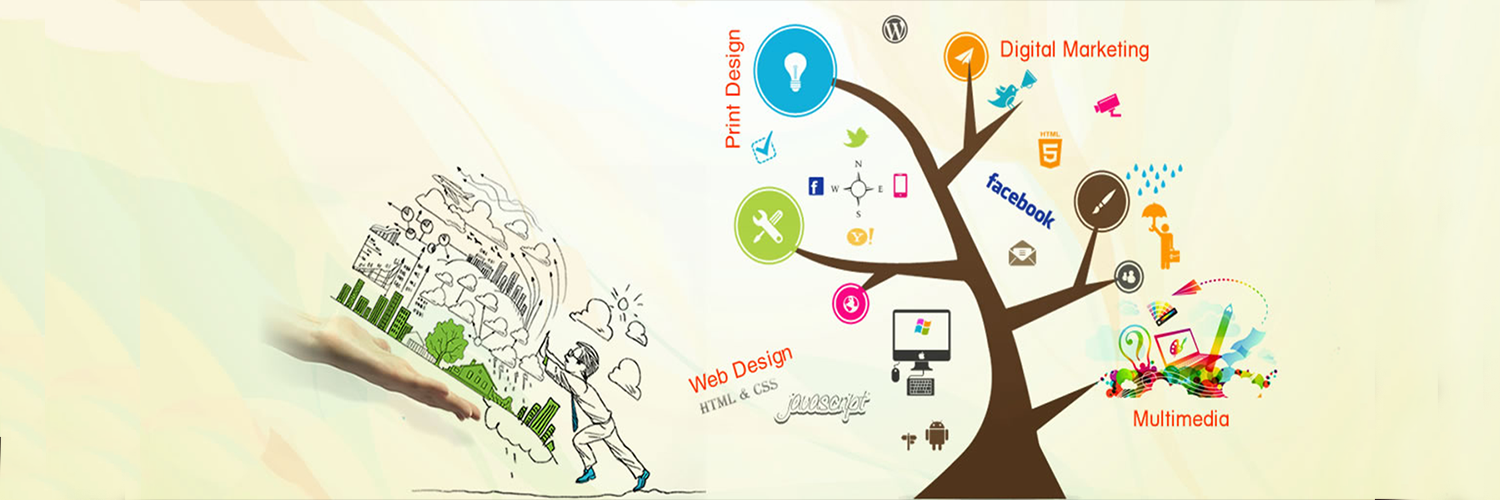 Print Design
Digital Marketing
HTML
5
N
f
W
E
S
facebook
Y!
Web Design
HTML & CSS
javascript
Multimedia